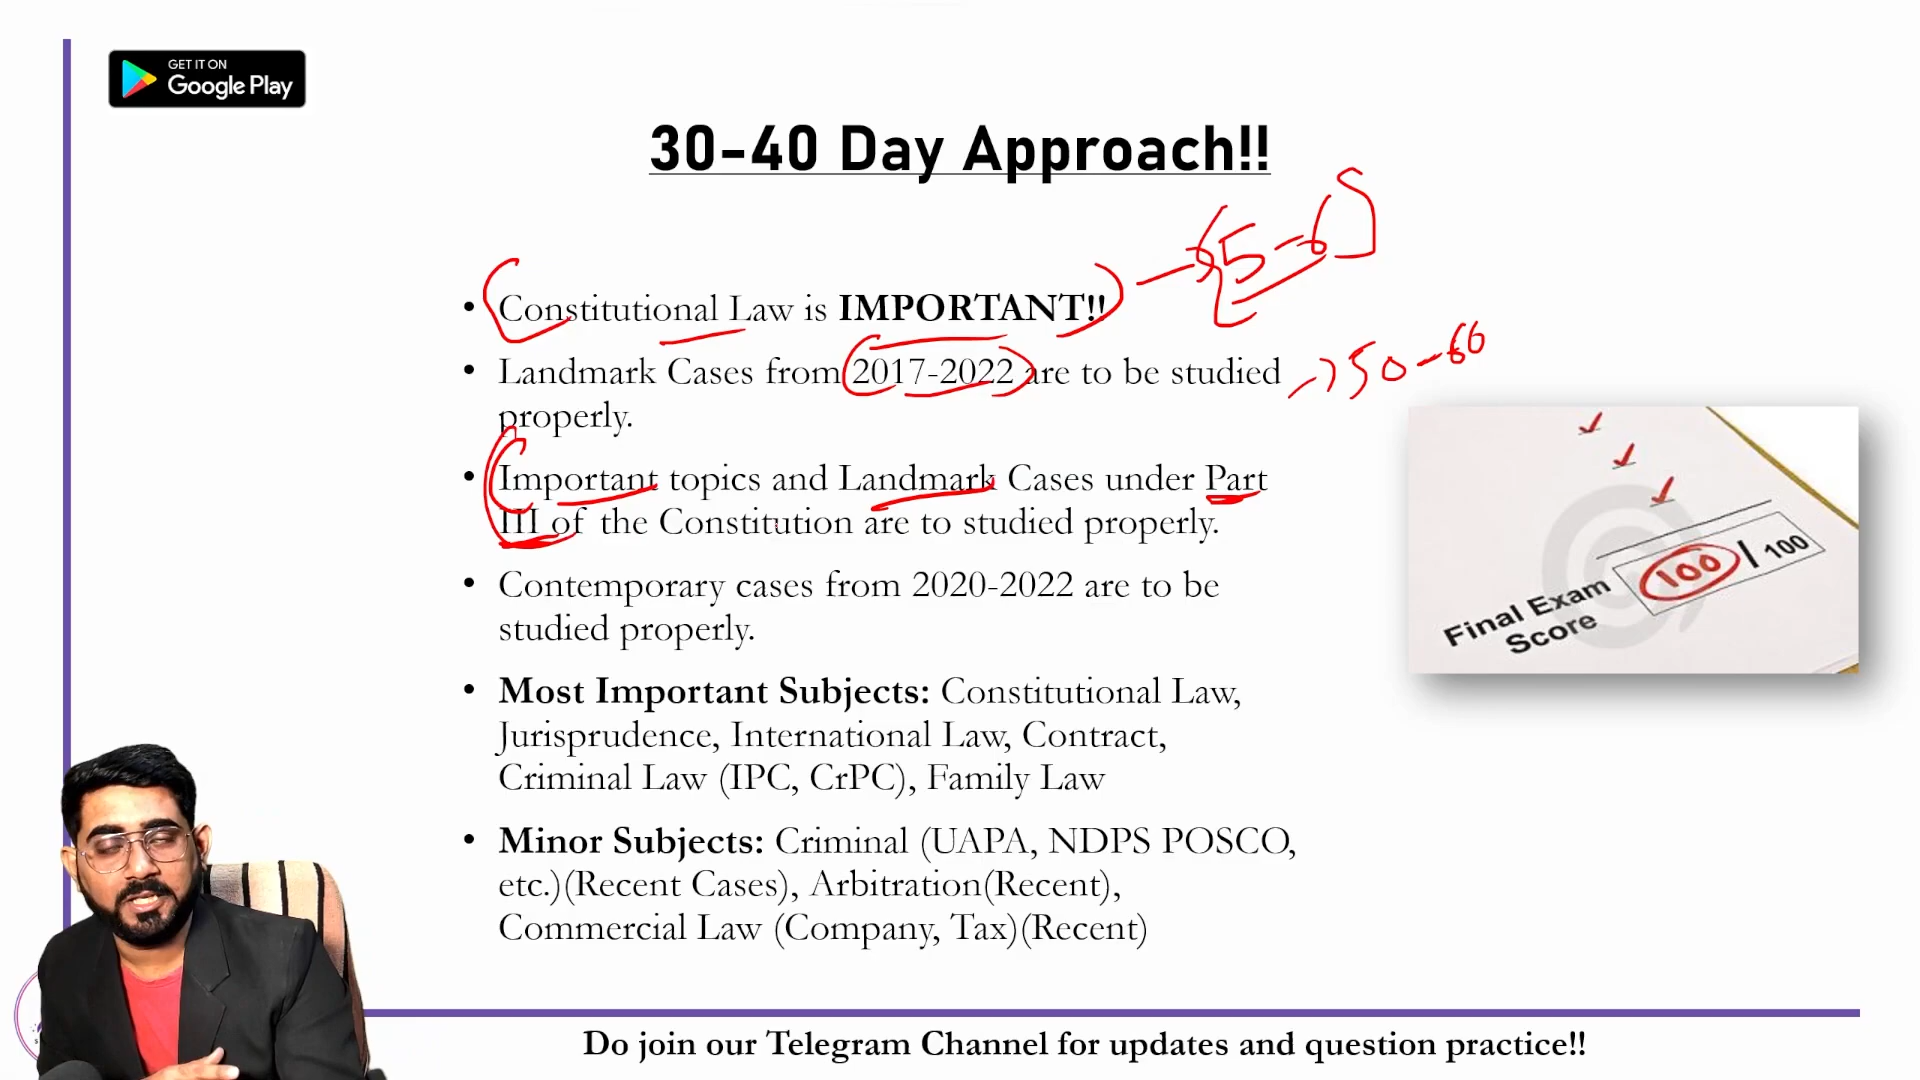 GET IT ON
Google Play
30-40 Day Approach!!
• Constitutional Law is IMPORTANT!!
• Landmark Cases from 2017-2022 are to be studied
properly.
50-60
• Important topics and Landmark Cases under Part
III of the Constitution are to studied properly.
• Contemporary cases from 2020-2022 are to be
studied properly.
• Most Important Subjects: Constitutional Law,
Jurisprudence, International Law, Contract,
Criminal Law (IPC, CrPC), Family Law
• Minor Subjects: Criminal (UAPA, NDPS POSCO,
etc.)(Recent Cases), Arbitration(Recent),
Commercial Law (Company, Tax)(Recent)
Final Exam
Score
100 | 100
Do join our Telegram Channel for updates and question practice!!